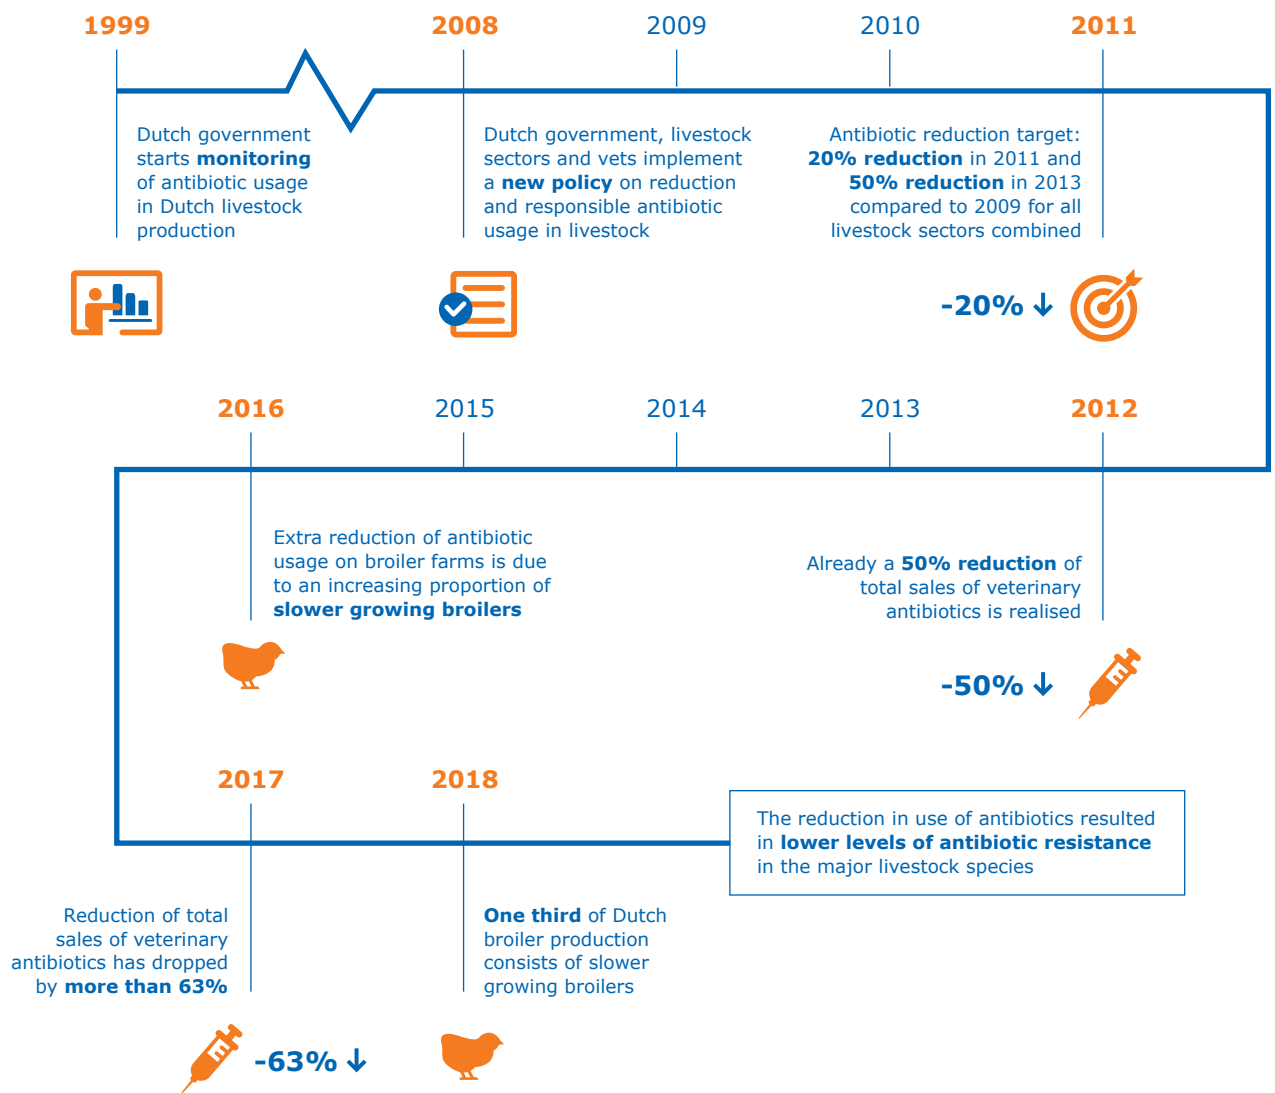 1999
2008
2009
2010
2011
Dutch government
starts monitoring
of antibiotic usage
in Dutch livestock
production
Dutch government, livestock
sectors and vets implement
a new policy on reduction
and responsible antibiotic
usage in livestock
Antibiotic reduction target:
20% reduction in 2011 and
50% reduction in 2013
compared to 2009 for all
livestock sectors combined
-20%
2016
2015
2014
2013
2012
Extra reduction of antibiotic
usage on broiler farms is due
to an increasing proportion of
slower growing broilers
Already a 50% reduction of
total sales of veterinary
antibiotics is realised
-50%
2017
2018
The reduction in use of antibiotics resulted
in lower levels of antibiotic resistance
in the major livestock species
Reduction of total
sales of veterinary
antibiotics has dropped
by more than 63%
One third of Dutch
broiler production
consists of slower
growing broilers
-63%